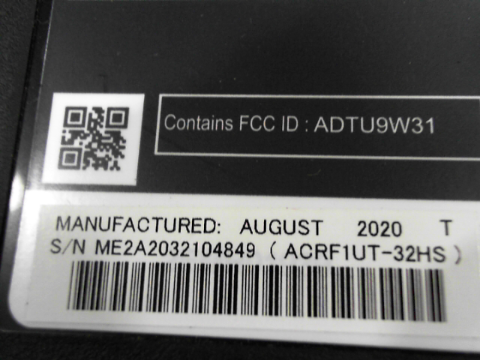 Contains FCC ID : ADTU9W31
MANUFACTURED: AUGUST 2020 T
S/N ME2A2032104849 ( ACRF1UT-32HS )